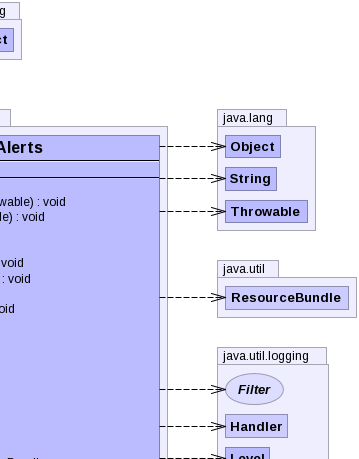 g
ct
Alerts
wable) : void
le) : void
void
: void
oid
java.lang
Object
String
Throwable
java.util
ResourceBundle
java.util.logging
Filter
Handler
Level